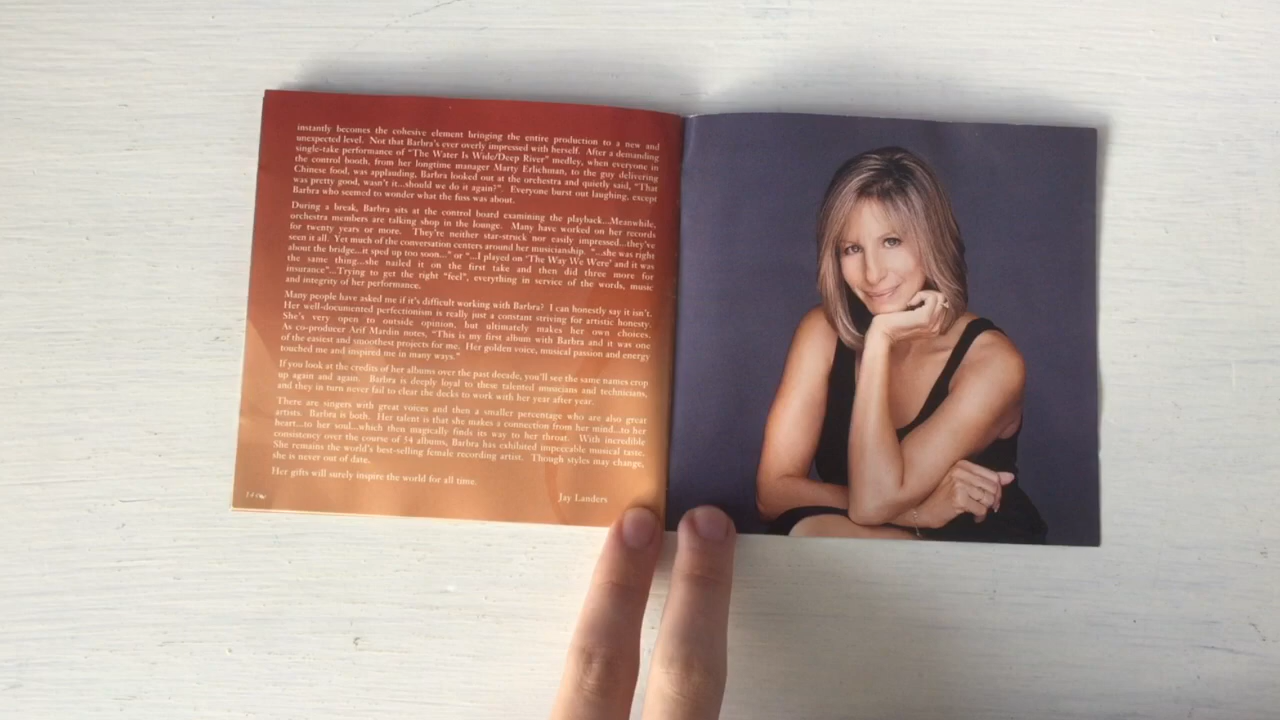 instantly becomes the cohesive element bringing the entire production to a new and
unexpected level. Not that Barbra's ever overly impressed with herself. After a demanding
single-take performance of "The Water Is Wide/Deep River" medley, when everyone in
the control booth, from her longtime manager Marty Erlichman, to the guy delivering
Chinese food, was applauding, Barbra looked out at the orchestra and quietly said, "That
was pretty good, wasn't it...should we do it again?". Everyone burst out laughing, except
Barbra who seemed to wonder what the fuss was about.
During a break, Barbra sits at the control board examining the playback...Meanwhile,
orchestra members are talking shop in the lounge. Many have worked on her records
for twenty years or more. They're neither star-struck nor easily impressed...they've
seen it all. Yet much of the conversation centers around her musicianship. "...she was right
about the bridge...it sped up too soon..." or "...I played on 'The Way We Were' and it was
the same thing...she nailed it on the first take and then did three more for
insurance"...Trying to get the right "feel", everything in service of the words, music
and integrity of her performance.
Many people have asked me if it's difficult working with Barbra? I can honestly say it isn't.
Her well-documented perfectionism is really just a constant striving for artistic honesty.
She's very open to outside opinion, but ultimately makes her own choices.
As co-producer Arif Mardin notes, "This is my first album with Barbra and it was one
of the easiest and smoothest projects for me. Her golden voice, musical passion and energy
touched me and inspired me in many ways."
If you look at the credits of her albums over the past decade, you'll see the same names crop
up again and again. Barbra is deeply loyal to these talented musicians and technicians,
and they in turn never fail to clear the decks to work with her year after year.
There are singers with great voices and then a smaller percentage who are also great
artists. Barbra is both. Her talent is that she makes a connection from her mind...to her
heart...to her soul...which then magically finds its way to her throat. With incredible
consistency over the course of 54 albums, Barbra has exhibited impeccable musical taste.
She remains the world's best-selling female recording artist. Though styles may change,
she is never out of date.
Her gifts will surely inspire the world for all time.
Jay Landers